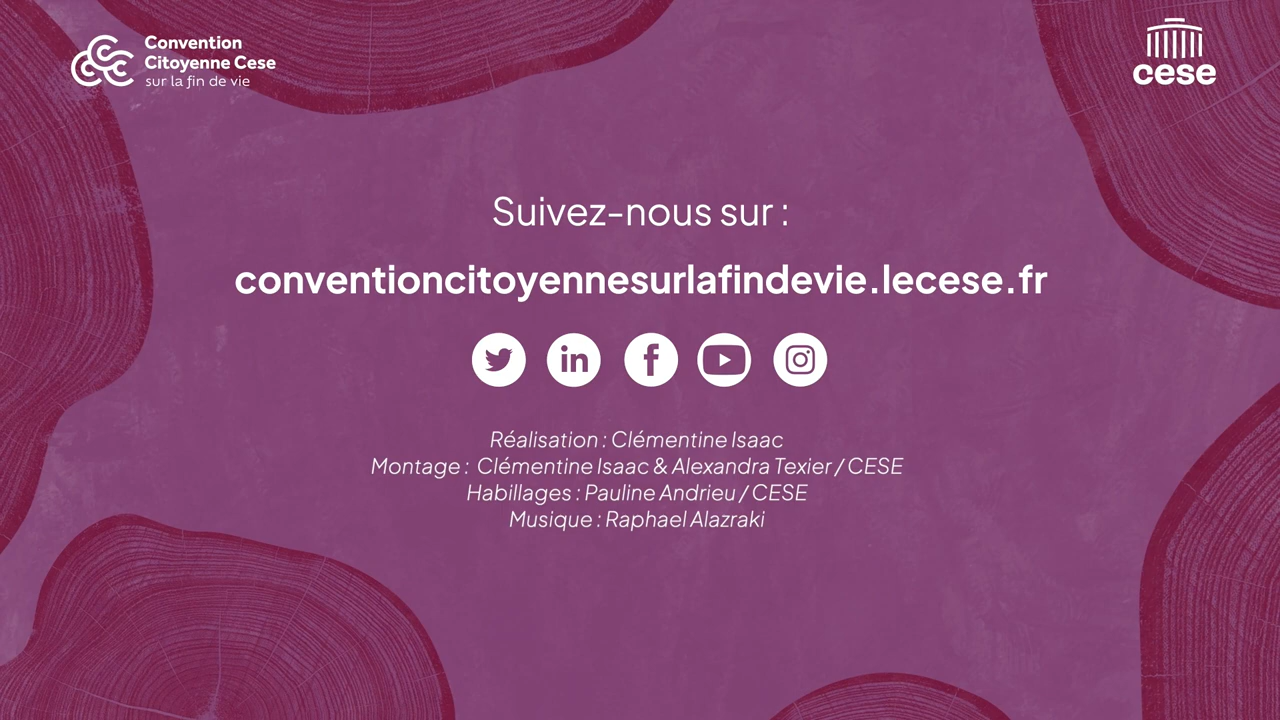 Convention
Citoyenne Cese
sur la fin de vie
cese
Suivez-nous sur :
conventioncitoyennesurlafindevie.lecese.fr
Réalisation : Clémentine Isaac
Montage : Clémentine Isaac & Alexandra Texier / CESE
Habillages : Pauline Andrieu / CESE
Musique : Raphael Alazraki